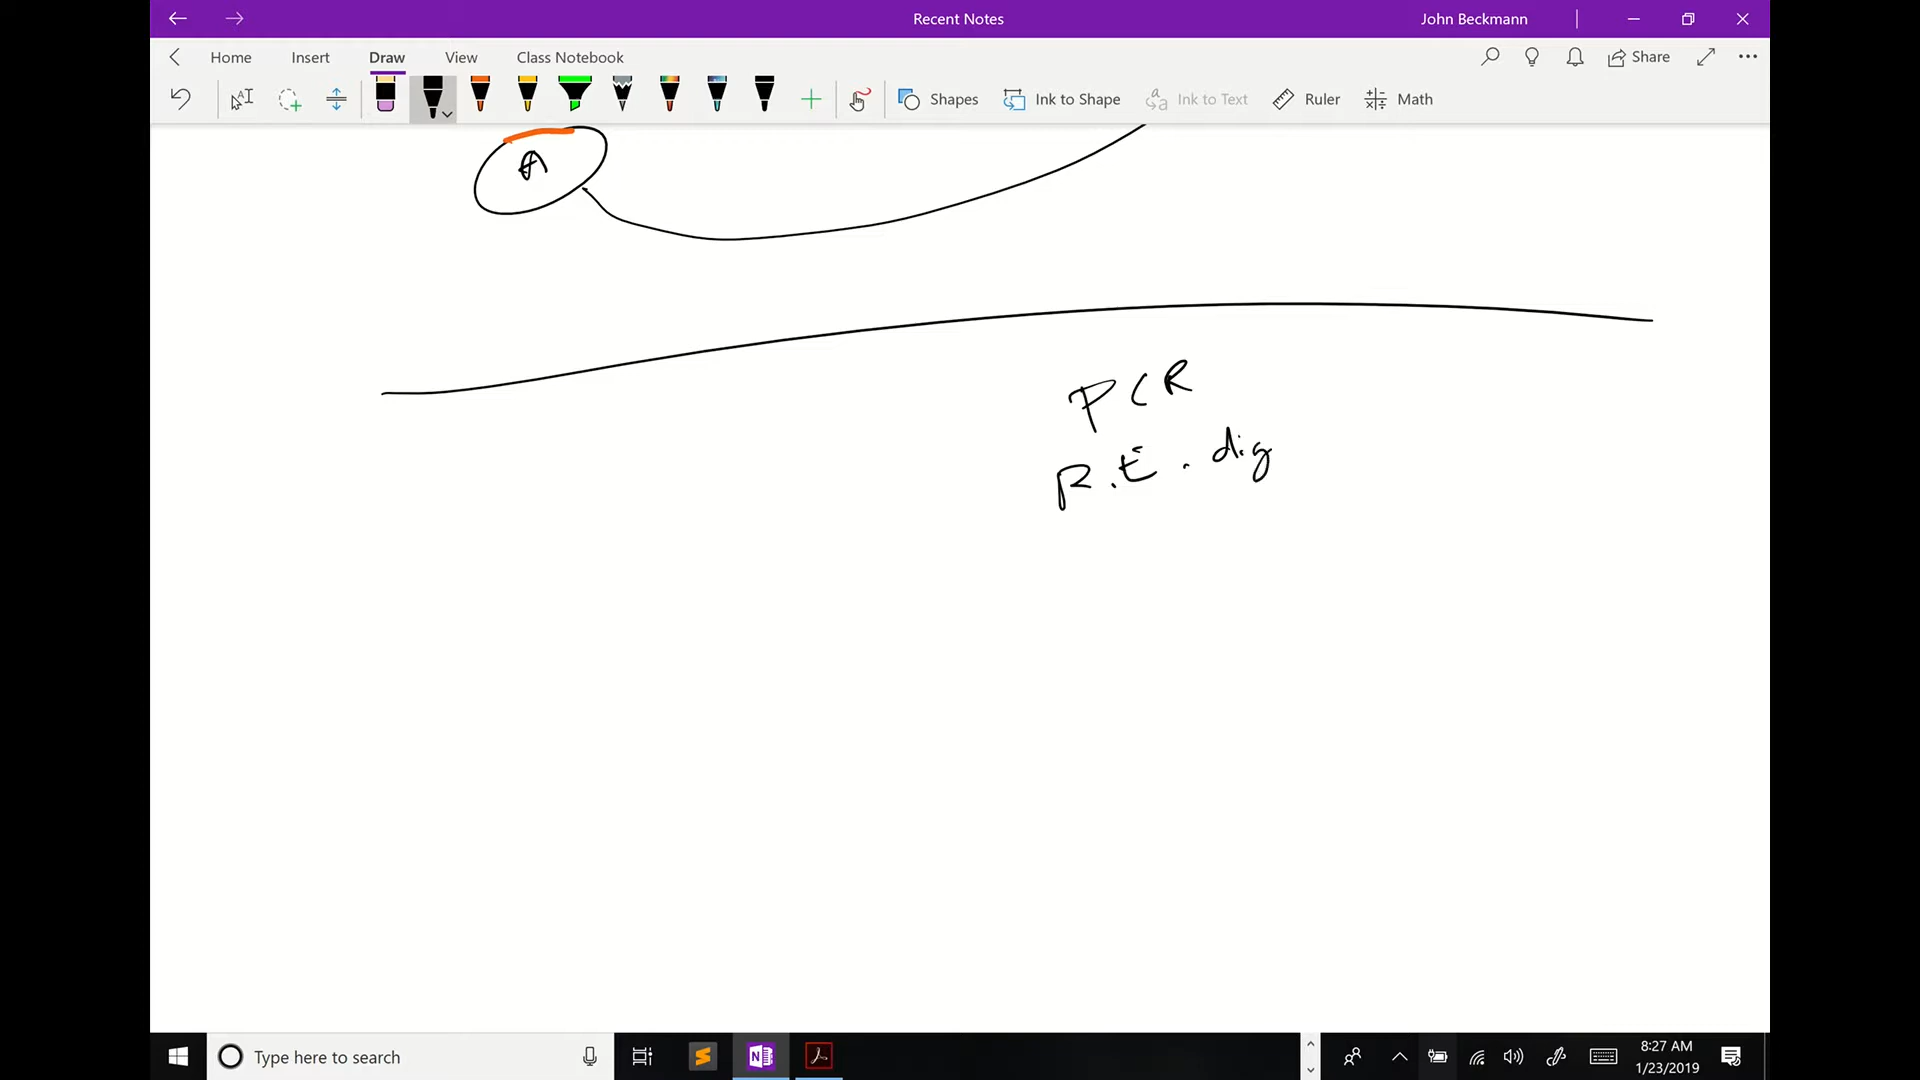 Recent Notes John Beckmann
Home Insert Draw View Class Notebook Share
Shapes Ink to Shape Ink to Text Ruler Math
A
PCR
R.E. dig
Type here to search
8:27 AM
1/23/2019